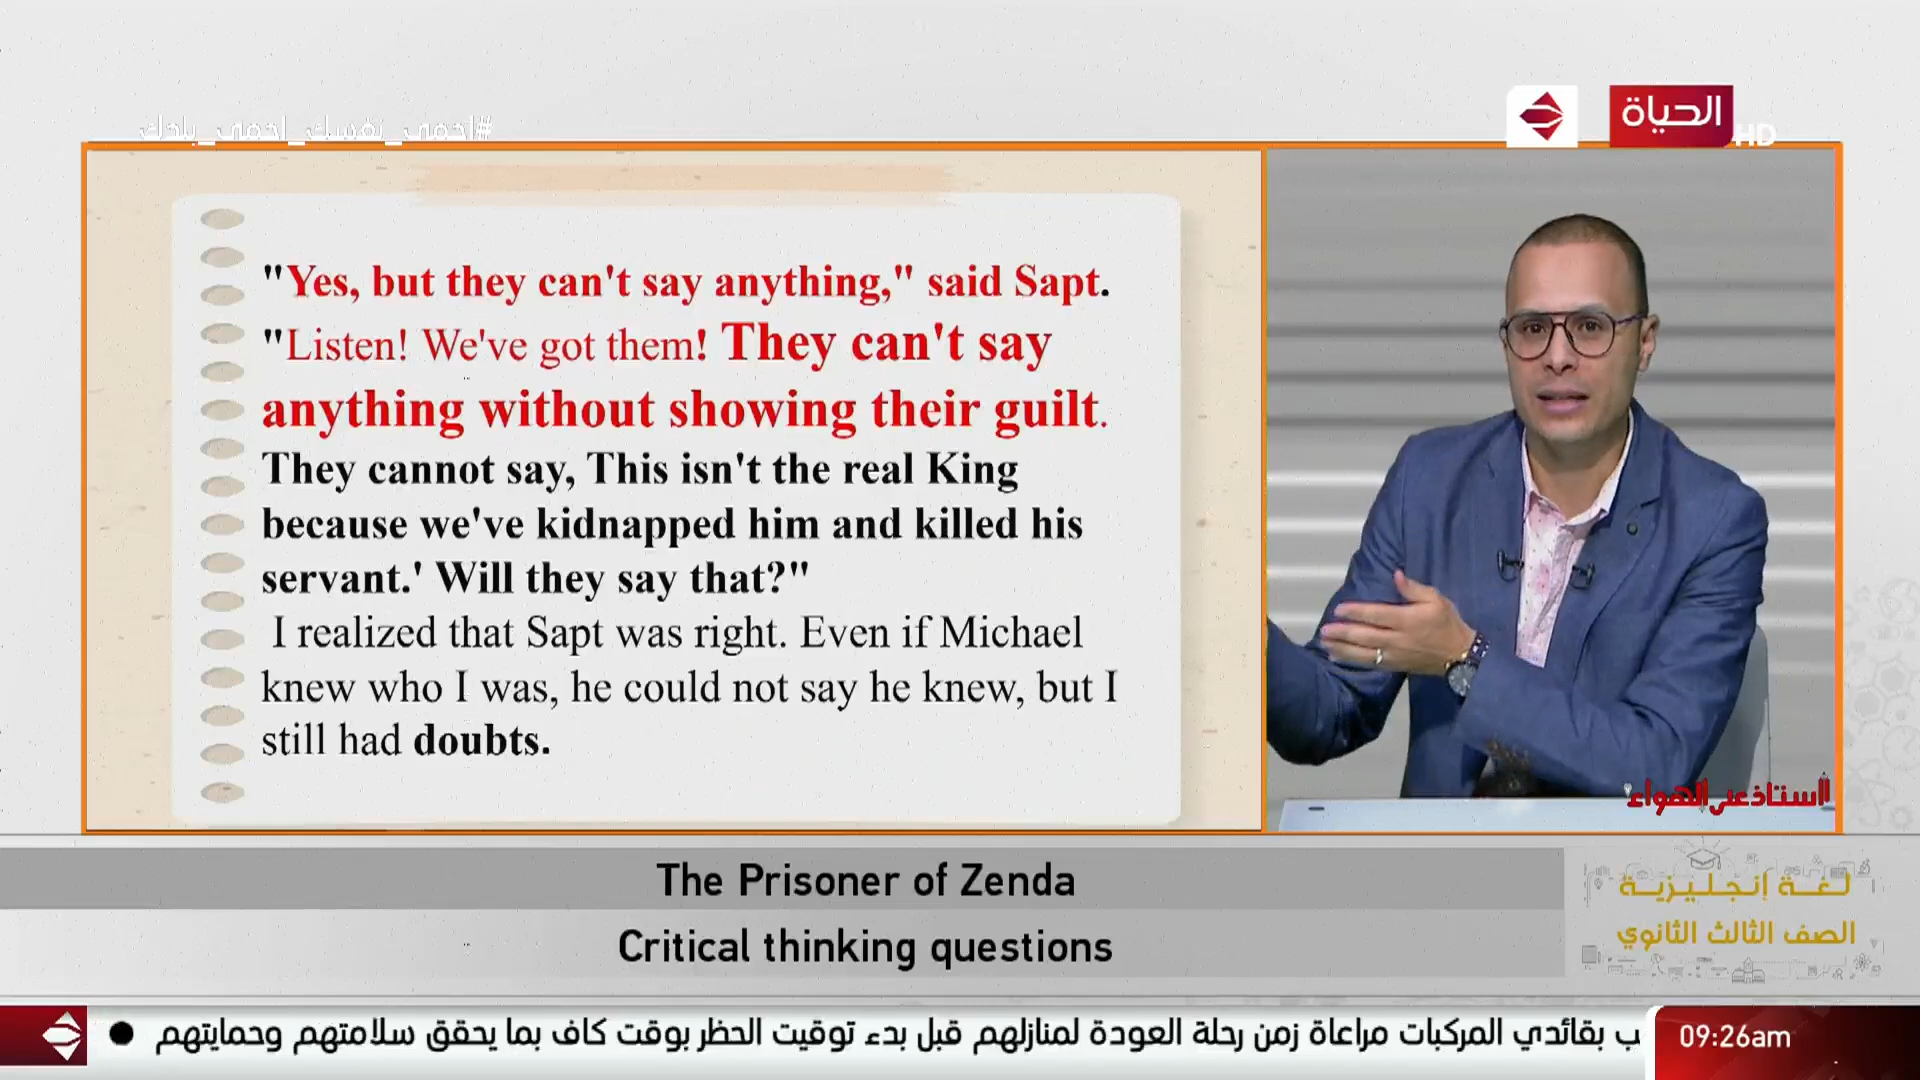 #احمي_نفسك_احمي_بلدك
الحياة
HD
"Yes, but they can't say anything," said Sapt.
"Listen! We've got them! They can't say
anything without showing their guilt.
They cannot say, This isn't the real King
because we've kidnapped him and killed his
servant.' Will they say that?"
I realized that Sapt was right. Even if Michael
knew who I was, he could not say he knew, but I
still had doubts.
أستاذ على الهواء
The Prisoner of Zenda
Critical thinking questions
لغة إنجليزية
الصف الثالث الثانوي
بقائدي المركبات مراعاة زمن رحلة العودة لمنازلهم قبل بدء توقيت الحظر بوقت كاف بما يحقق سلامتهم وحمايتهم ●
09:26am